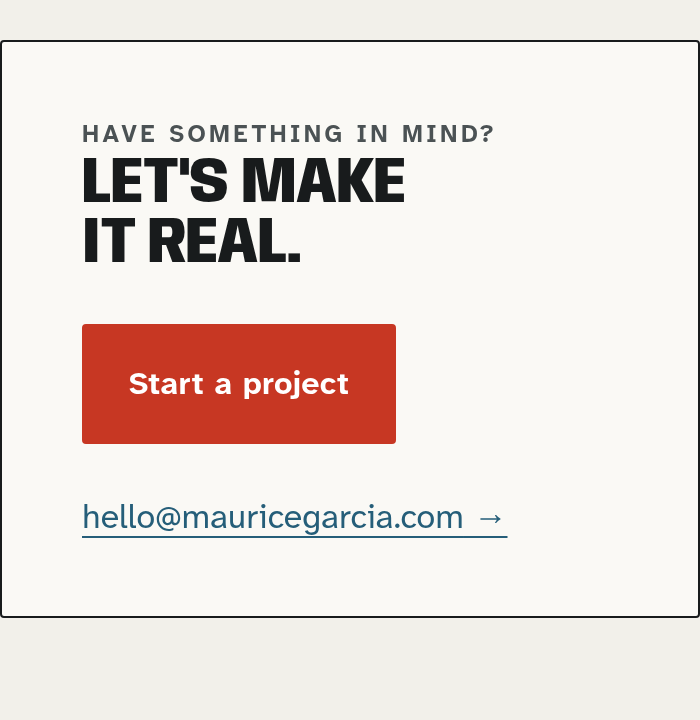 HAVE SOMETHING IN MIND?
LET'S MAKE
IT REAL.
Start a project
hello@mauricegarcia.com →